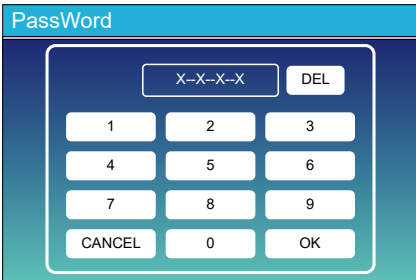 PassWord
X--X--X--X DEL
1 2 3
4 5 6
7 8 9
CANCEL 0 OK